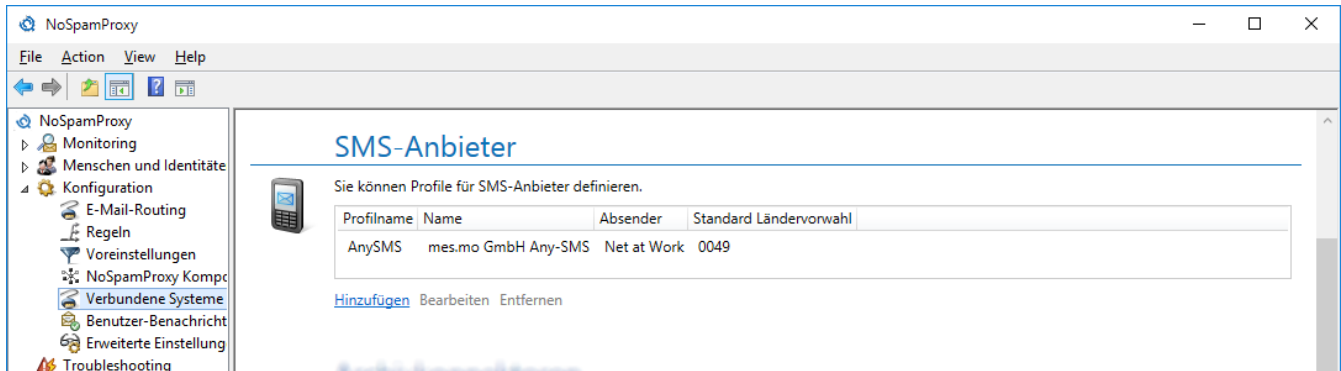 NoSpamProxy
File Action View Help
NoSpamProxy
Monitoring
Menschen und Identitäte
Konfiguration
E-Mail-Routing
Regeln
Voreinstellungen
NoSpamProxy Kompo
Verbundene Systeme
Benutzer-Benachricht
Erweiterte Einstellung
Troubleshooting
SMS-Anbieter
Sie können Profile für SMS-Anbieter definieren.
Profilname Name Absender Standard Ländervorwahl
AnySMS mes.mo GmbH Any-SMS Net at Work 0049
Hinzufügen Bearbeiten Entfernen